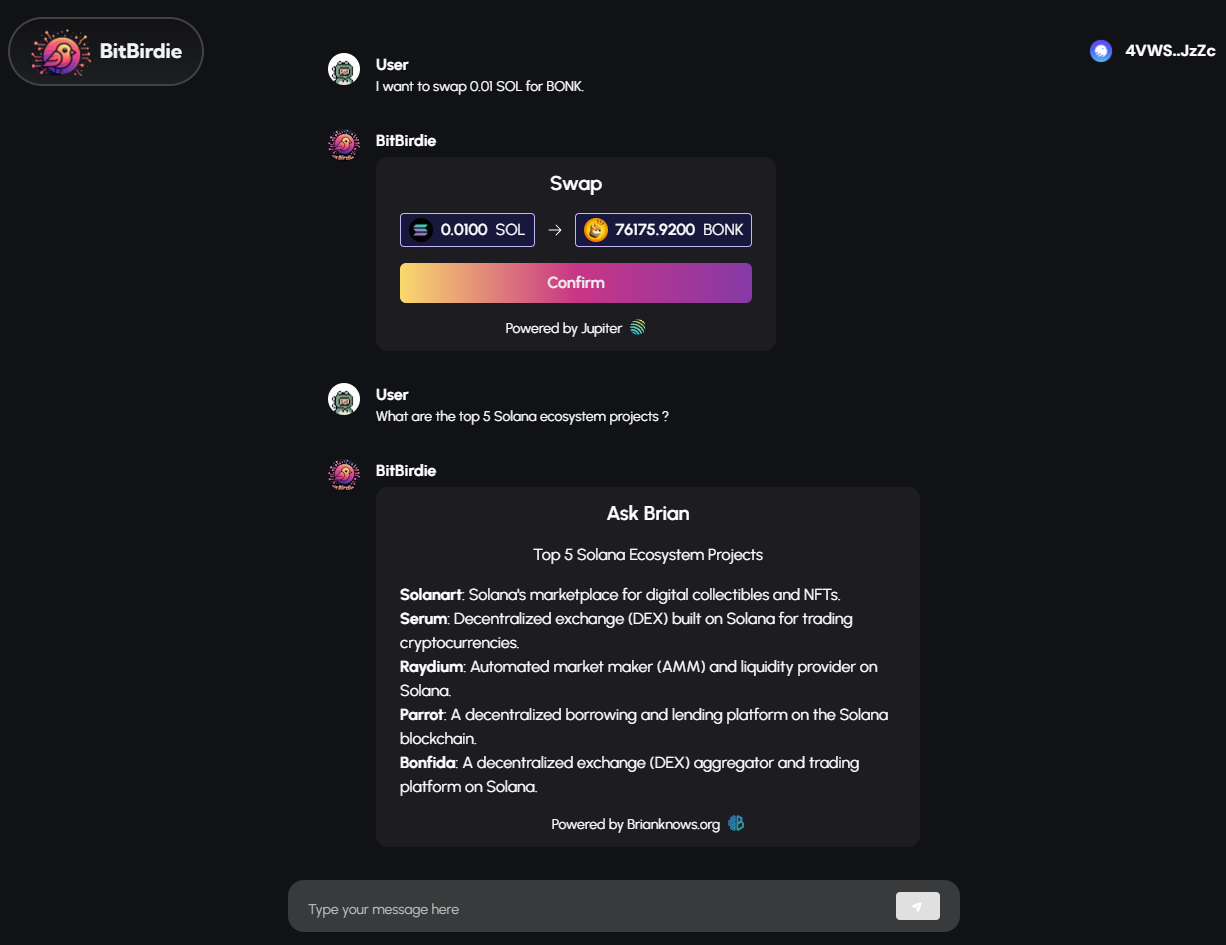 BitBirdie
4VWS..JzZc
User
I want to swap 0.01 SOL for BONK.
BitBirdie
Swap
0.0100 SOL → 76175.9200 BONK
Confirm
Powered by Jupiter
User
What are the top 5 Solana ecosystem projects ?
BitBirdie
Ask Brian
Top 5 Solana Ecosystem Projects
Solanart: Solana's marketplace for digital collectibles and NFTs.
Serum: Decentralized exchange (DEX) built on Solana for trading
cryptocurrencies.
Raydium: Automated market maker (AMM) and liquidity provider on
Solana.
Parrot: A decentralized borrowing and lending platform on the Solana
blockchain.
Bonfida: A decentralized exchange (DEX) aggregator and trading
platform on Solana.
Powered by Brianknows.org
Type your message here